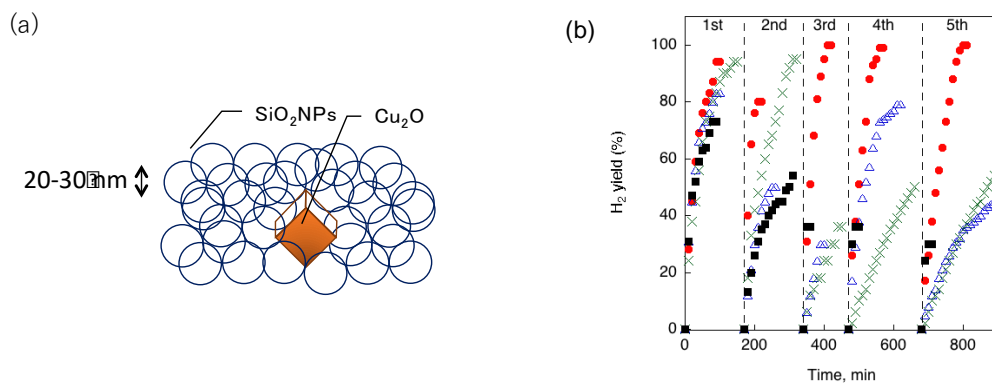 (a)
SiO₂NPs
Cu₂O
20-30 nm
(b)
1st 2nd 3rd 4th 5th
100
80
60
40
20
0
H₂ yield (%)
0 200 400 600 800
Time, min